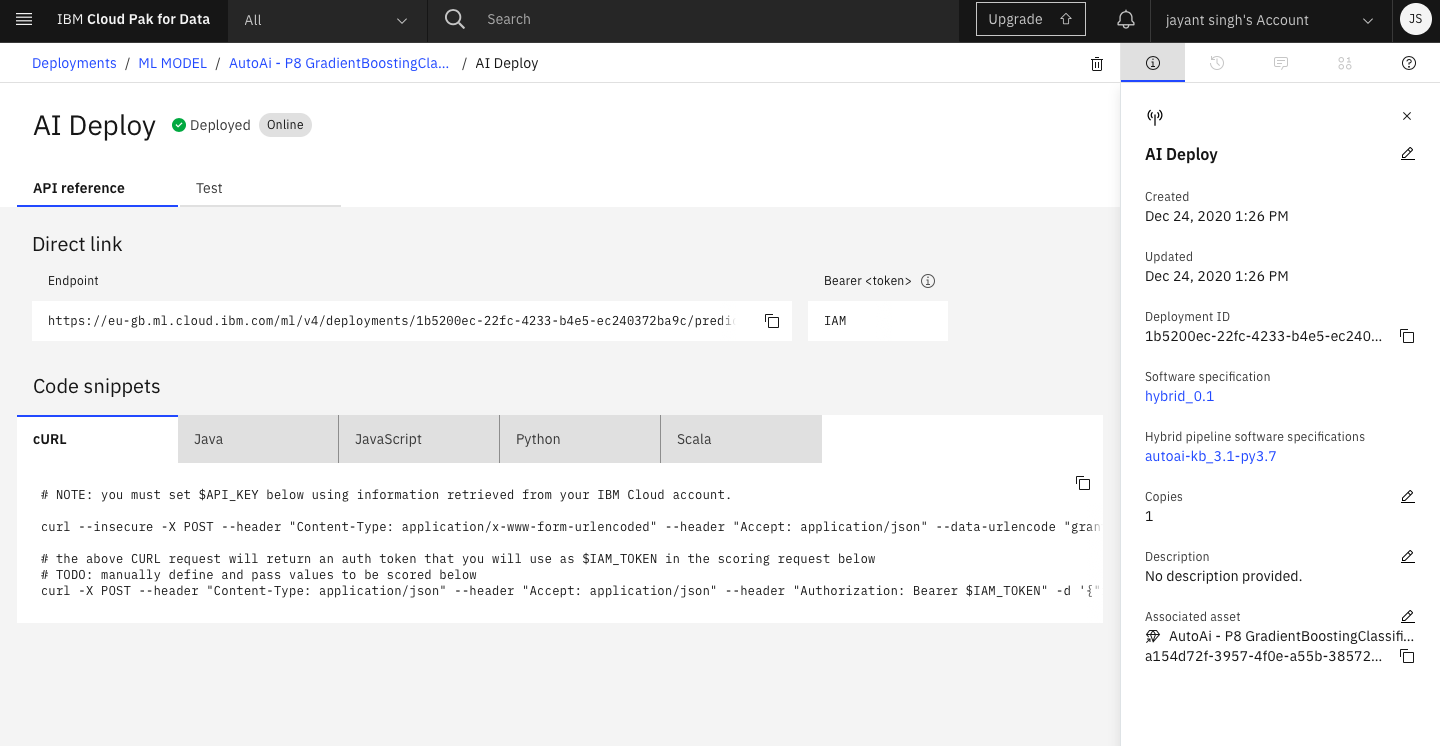 IBM Cloud Pak for Data
All
Search
Upgrade
jayant singh's Account
JS
Deployments / ML MODEL / AutoAi - P8 GradientBoostingCla... / AI Deploy
AI Deploy
Deployed
Online
API reference
Test
Direct link
Endpoint
Bearer <token>
https://eu-gb.ml.cloud.ibm.com/ml/v4/deployments/1b5200ec-22fc-4233-b4e5-ec240372ba9c/predic
IAM
Code snippets
cURL
Java
JavaScript
Python
Scala
# NOTE: you must set $API_KEY below using information retrieved from your IBM Cloud account.
curl --insecure -X POST --header "Content-Type: application/x-www-form-urlencoded" --header "Accept: application/json" --data-urlencode "gran
# the above CURL request will return an auth token that you will use as $IAM_TOKEN in the scoring request below
# TODO: manually define and pass values to be scored below
curl -X POST --header "Content-Type: application/json" --header "Accept: application/json" --header "Authorization: Bearer $IAM_TOKEN" -d '{"
AI Deploy
Created
Dec 24, 2020 1:26 PM
Updated
Dec 24, 2020 1:26 PM
Deployment ID
1b5200ec-22fc-4233-b4e5-ec240...
Software specification
hybrid_0.1
Hybrid pipeline software specifications
autoai-kb_3.1-py3.7
Copies
1
Description
No description provided.
Associated asset
AutoAi - P8 GradientBoostingClassifi...
a154d72f-3957-4f0e-a55b-38572...